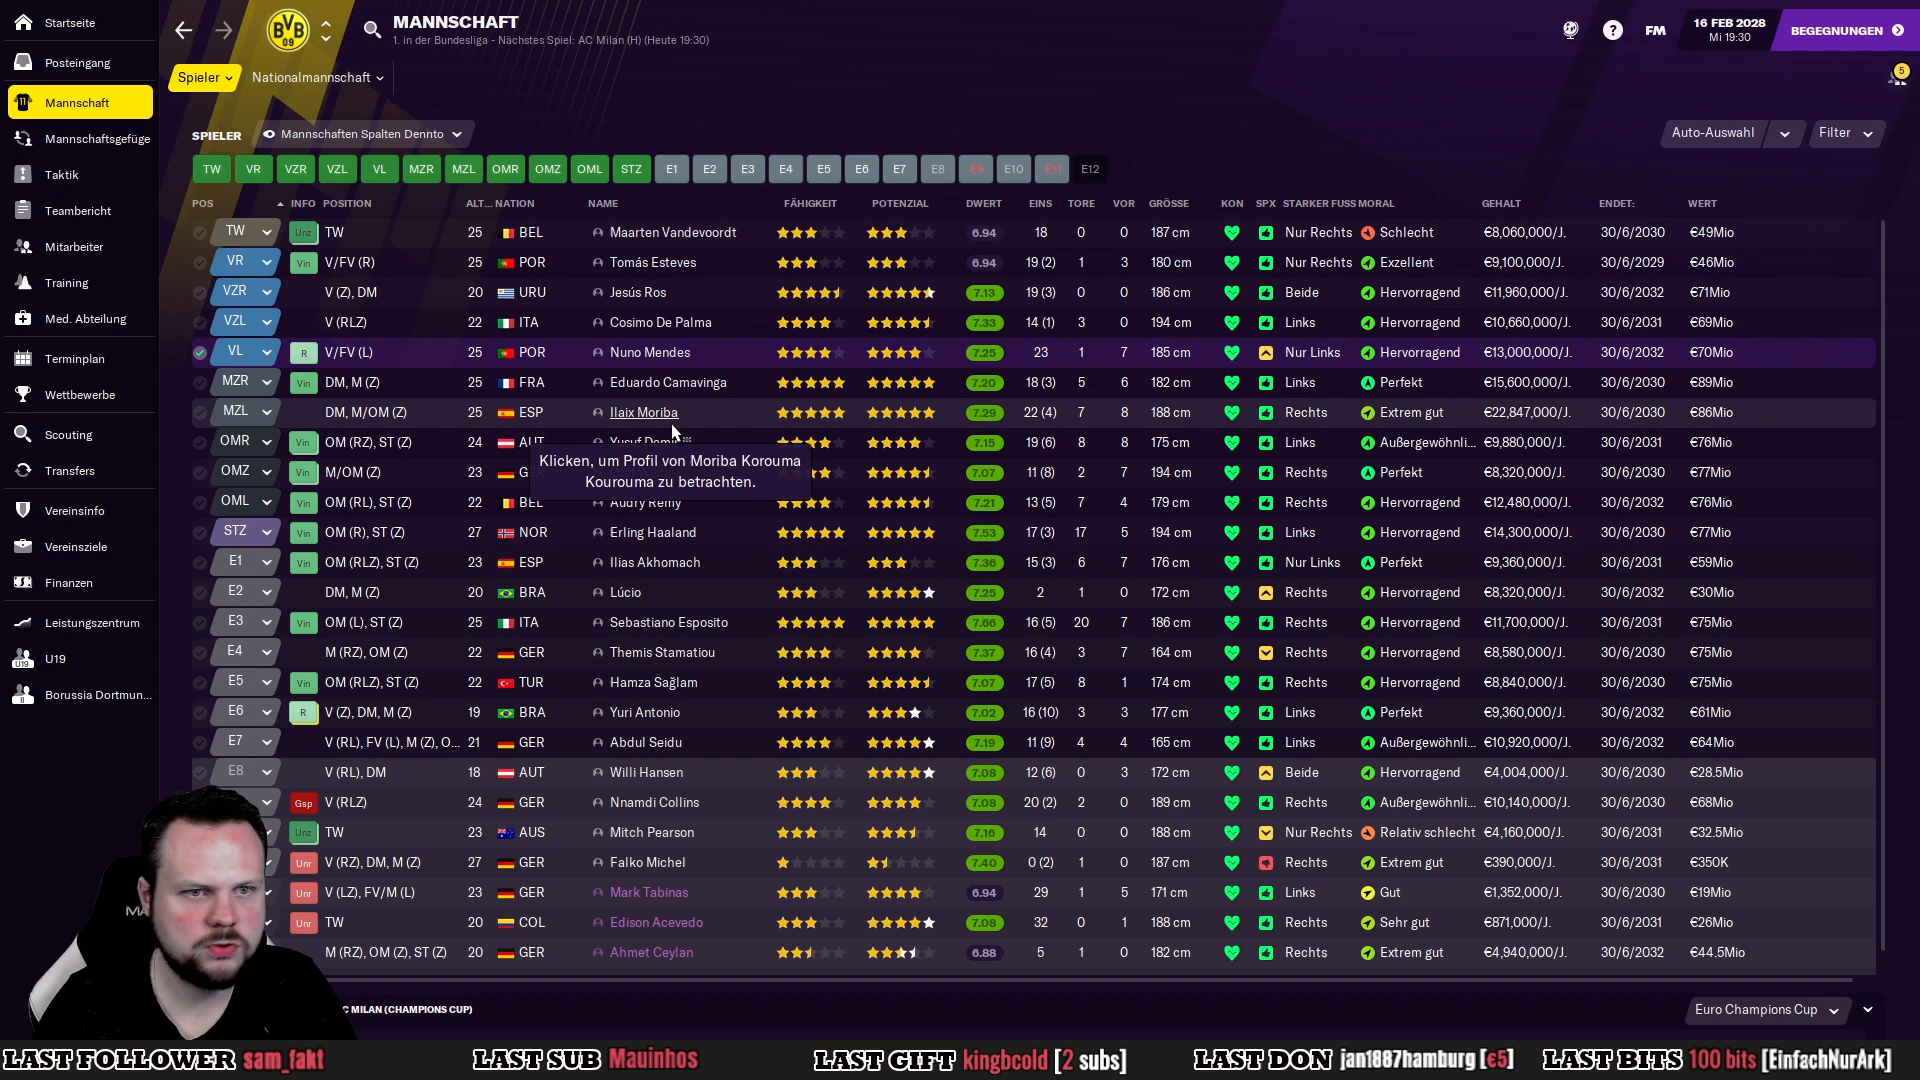 Startseite
Posteingang
Mannschaft
Mannschaftsgefüge
Taktik
Teambericht
Mitarbeiter
Training
Med. Abteilung
Terminplan
Wettbewerbe
Scouting
Transfers
Vereinsinfo
Vereinsziele
Finanzen
Leistungszentrum
U19
Borussia Dortmun...
BVB 09
MANNSCHAFT
1. in der Bundesliga - Nächstes Spiel: AC Milan (H) (Heute 19:30)
FM
16 FEB 2028
Mi 19:30
BEGEGNUNGEN
5
Spieler
Nationalmannschaft
SPIELER Mannschaften Spalten Dennto Auto-Auswahl Filter
TW VR VZR VZL VL MZR MZL OMR OMZ OML STZ E1 E2 E3 E4 E5 E6 E7 E8 E9 E10 E11 E12
POS INFO POSITION ALT... NATION NAME FÄHIGKEIT POTENZIAL DWERT EINS TORE VOR GRÖSSE KON SPX STARKER FUSS MORAL GEHALT ENDET: WERT
TW Unz TW 25 BEL Maarten Vandevoordt 6.94 18 0 0 187 cm Nur Rechts Schlecht €8,060,000/J. 30/6/2030 €49Mio
VR Vin V/FV (R) 25 POR Tomás Esteves 6.94 19 (2) 1 3 180 cm Nur Rechts Exzellent €9,100,000/J. 30/6/2029 €46Mio
VZR V (Z), DM 20 URU Jesús Ros 7.13 19 (3) 0 0 186 cm Beide Hervorragend €11,960,000/J. 30/6/2032 €71Mio
VZL V (RLZ) 22 ITA Cosimo De Palma 7.33 14 (1) 3 0 194 cm Links Hervorragend €10,660,000/J. 30/6/2031 €69Mio
VL R V/FV (L) 25 POR Nuno Mendes 7.25 23 1 7 185 cm Nur Links Hervorragend €13,000,000/J. 30/6/2032 €70Mio
MZR Vin DM, M (Z) 25 FRA Eduardo Camavinga 7.20 18 (3) 5 6 182 cm Links Perfekt €15,600,000/J. 30/6/2030 €89Mio
MZL DM, M/OM (Z) 25 ESP Ilaix Moriba 7.29 22 (4) 7 8 188 cm Rechts Extrem gut €22,847,000/J. 30/6/2030 €86Mio
OMR Vin OM (RZ), ST (Z) 24 AUT Yusuf 7.15 19 (6) 8 8 175 cm Links Außergewöhnli... €9,880,000/J. 30/6/2031 €76Mio
Klicken, um Profil von Moriba Korouma
Kourouma zu betrachten.
OMZ Vin M/OM (Z) 23 7.07 11 (8) 2 7 194 cm Rechts Perfekt €8,320,000/J. 30/6/2030 €77Mio
OML Vin OM (RL), ST (Z) 22 BEL Audry Remy 7.21 13 (5) 7 4 179 cm Links Hervorragend €12,480,000/J. 30/6/2032 €76Mio
STZ Vin OM (R), ST (Z) 27 NOR Erling Haaland 7.53 17 (3) 17 5 194 cm Links Hervorragend €14,300,000/J. 30/6/2030 €77Mio
E1 Vin OM (RLZ), ST (Z) 23 ESP Ilias Akhomach 7.36 15 (3) 6 7 176 cm Nur Links Perfekt €9,360,000/J. 30/6/2031 €59Mio
E2 DM, M (Z) 20 BRA Lúcio 7.25 2 1 0 172 cm Rechts Hervorragend €8,320,000/J. 30/6/2032 €30Mio
E3 Vin OM (L), ST (Z) 25 ITA Sebastiano Esposito 7.66 16 (5) 20 7 186 cm Rechts Hervorragend €11,700,000/J. 30/6/2031 €75Mio
E4 M (RZ), OM (Z) 22 GER Themis Stamatiou 7.37 16 (4) 3 7 164 cm Rechts Hervorragend €8,580,000/J. 30/6/2031 €75Mio
E5 Vin OM (RLZ), ST (Z) 22 TUR Hamza Sağlam 7.07 17 (5) 8 1 174 cm Links Hervorragend €8,840,000/J. 30/6/2031 €75Mio
E6 R V (Z), DM, M (Z) 19 BRA Yuri Antonio 7.02 16 (10) 3 3 177 cm Links Perfekt €9,360,000/J. 30/6/2032 €61Mio
E7 V (RL), FV (L), M (Z), O... 21 GER Abdul Seidu 7.19 11 (9) 4 4 165 cm Links Außergewöhnli... €10,920,000/J. 30/6/2032 €64Mio
E8 V (RL), DM 18 AUT Willi Hansen 7.08 12 (6) 0 3 172 cm Beide Hervorragend €4,004,000/J. 30/6/2030 €28.5Mio
Gsp V (RLZ) 24 GER Nnamdi Collins 7.08 20 (2) 2 0 189 cm Rechts Außergewöhnli... €10,140,000/J. 30/6/2030 €68Mio
Unz TW 23 AUS Mitch Pearson 7.16 14 0 0 188 cm Nur Rechts Relativ schlecht €4,160,000/J. 30/6/2031 €32.5Mio
Unr V (RZ), DM, M (Z) 27 GER Falko Michel 7.40 0 (2) 1 0 187 cm Rechts Extrem gut €390,000/J. 30/6/2031 €350K
Unr V (LZ), FV/M (L) 23 GER Mark Tabinas 6.94 29 1 5 171 cm Links Gut €1,352,000/J. 30/6/2030 €19Mio
Unr TW 20 COL Edison Acevedo 7.08 32 0 1 188 cm Rechts Sehr gut €871,000/J. 30/6/2031 €26Mio
M (RZ), OM (Z), ST (Z) 20 GER Ahmet Ceylan 6.88 5 1 0 182 cm Rechts Extrem gut €4,940,000/J. 30/6/2032 €44.5Mio
C MILAN (CHAMPIONS CUP) Euro Champions Cup
LAST FOLLOWER sam_fakt LAST SUB Mauinhos LAST GIFT kingbcold [2 subs] LAST DON jan1887hamburg [€5] LAST BITS 100 bits [EinfachNurArk]